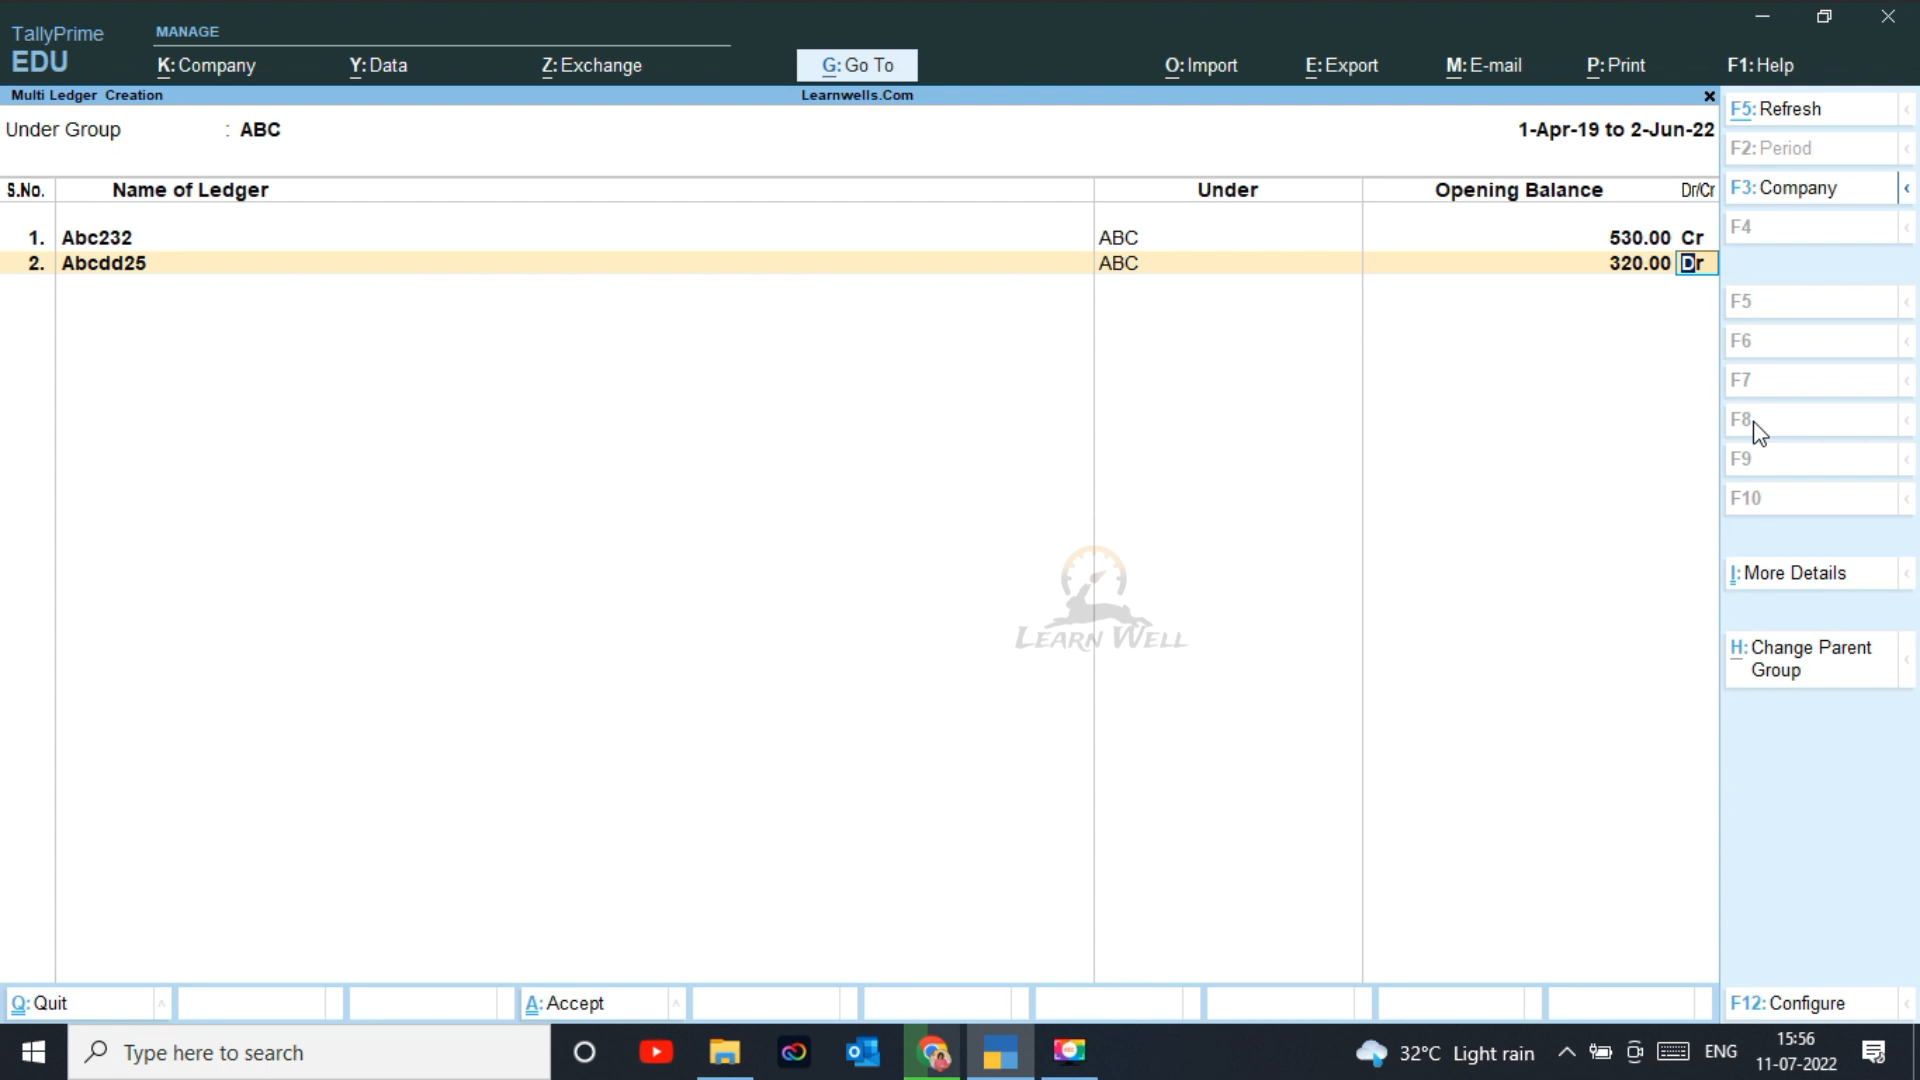 TallyPrime
EDU
MANAGE
K: Company
Y: Data
Z: Exchange
G: Go To
O: Import
E: Export
M: E-mail
P: Print
F1: Help
Multi Ledger Creation
Learnwells.Com
Under Group : ABC
1-Apr-19 to 2-Jun-22
S.No. Name of Ledger Under Opening Balance Dr/Cr
1. Abc232 ABC 530.00 Cr
2. Abcdd25 ABC 320.00 Dr
LEARN WELL
F5: Refresh
F2: Period
F3: Company
F4
F5
F6
F7
F8
F9
F10
I: More Details
H: Change Parent
Group
Q: Quit
A: Accept
F12: Configure
Type here to search
32°C Light rain
ENG
15:56
11-07-2022